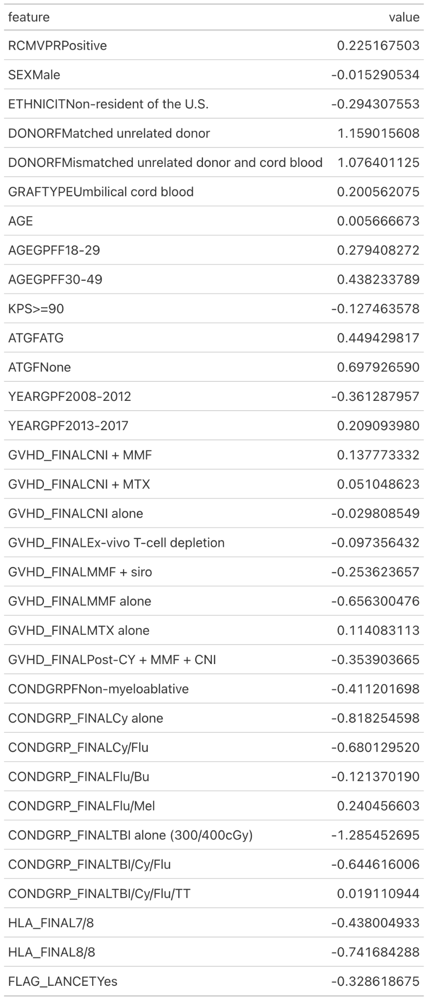 feature value
RCMVPRPositive 0.225167503
SEXMale -0.015290534
ETHNICITNon-resident of the U.S. -0.294307553
DONORFMatched unrelated donor 1.159015608
DONORFMismatched unrelated donor and cord blood 1.076401125
GRAFTYPEUmbilical cord blood 0.200562075
AGE 0.005666673
AGEGPFF18-29 0.279408272
AGEGPFF30-49 0.438233789
KPS>=90 -0.127463578
ATGFATG 0.449429817
ATGFNone 0.697926590
YEARGPF2008-2012 -0.361287957
YEARGPF2013-2017 0.209093980
GVHD_FINALCNI + MMF 0.137773332
GVHD_FINALCNI + MTX 0.051048623
GVHD_FINALCNI alone -0.029808549
GVHD_FINALEx-vivo T-cell depletion -0.097356432
GVHD_FINALMMF + siro -0.253623657
GVHD_FINALMMF alone -0.656300476
GVHD_FINALMTX alone 0.114083113
GVHD_FINALPost-CY + MMF + CNI -0.353903665
CONDGRPFNon-myeloablative -0.411201698
CONDGRP_FINALCy alone -0.818254598
CONDGRP_FINALCy/Flu -0.680129520
CONDGRP_FINALFlu/Bu -0.121370190
CONDGRP_FINALFlu/Mel 0.240456603
CONDGRP_FINALTBI alone (300/400cGy) -1.285452695
CONDGRP_FINALTBI/Cy/Flu -0.644616006
CONDGRP_FINALTBI/Cy/Flu/TT 0.019110944
HLA_FINAL7/8 -0.438004933
HLA_FINAL8/8 -0.741684288
FLAG_LANCETYes -0.328618675